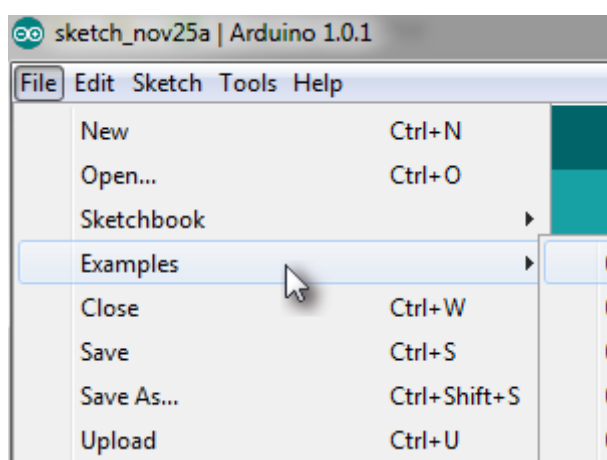 sketch_nov25a | Arduino 1.0.1
File Edit Sketch Tools Help
New Ctrl+N
Open... Ctrl+O
Sketchbook
Examples
Close Ctrl+W
Save Ctrl+S
Save As... Ctrl+Shift+S
Upload Ctrl+U